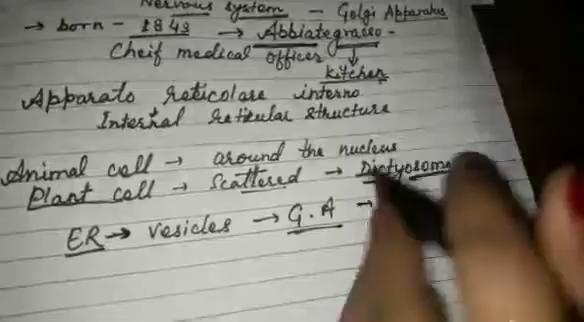 Nervous system - Golgi Apparatus
→ born - 1843 → Abbiategrasso -
Cheif medical officer ↓
kitchen
Apparato reticolare interno
Internal reticular structure
Animal cell → around the nucleus
Plant cell → Scattered → Dictyosome
ER → vesicles → G.A →